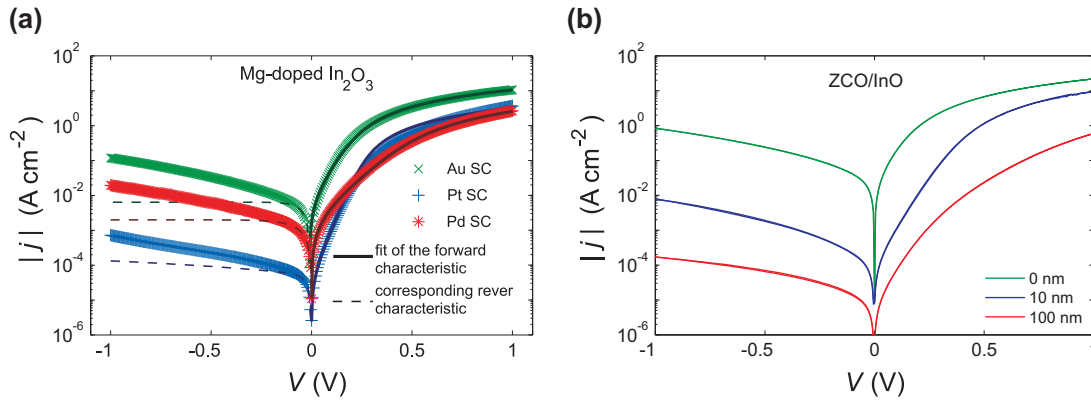 (a)
Mg-doped In2O3
10^2
10^0
10^-2
10^-4
10^-6
| j | (A cm^-2)
Au SC
Pt SC
Pd SC
fit of the forward
characteristic
corresponding rever
characteristic
-1
-0.5
0
0.5
1
V (V)
(b)
ZCO/InO
10^2
10^0
10^-2
10^-4
10^-6
| j | (A cm^-2)
0 nm
10 nm
100 nm
-1
-0.5
0
0.5
1
V (V)